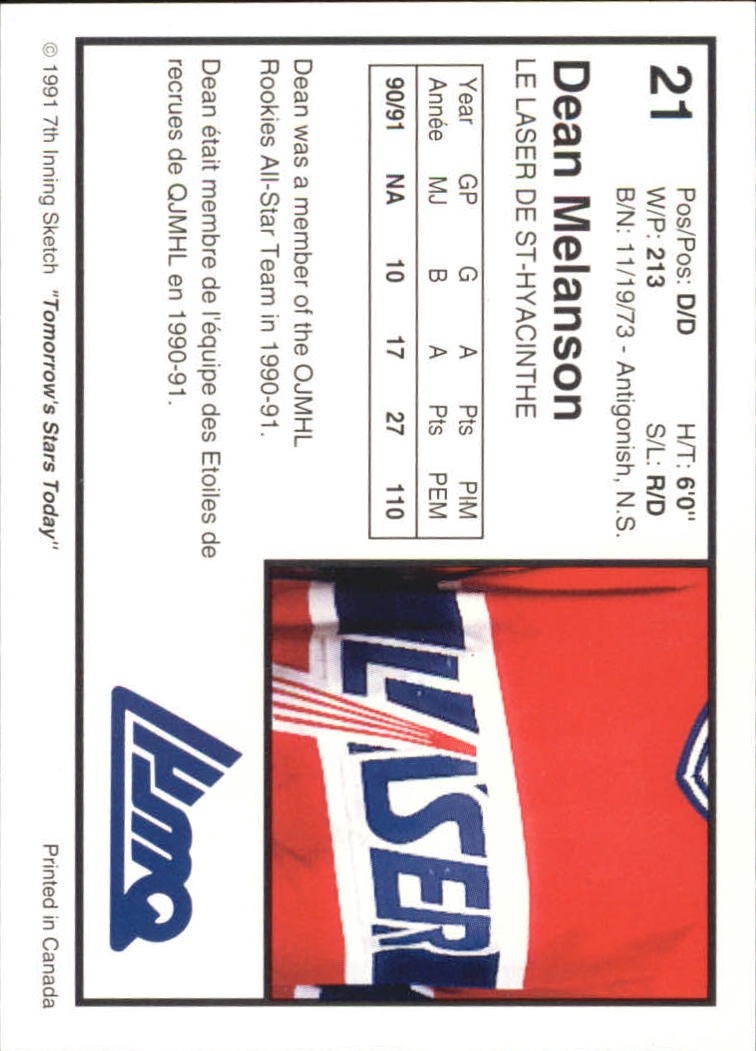 21
Pos/Pos: D/D H/T: 6'0"
W/P: 213 S/L: R/D
B/N: 11/19/73 - Antigonish, N.S.
Dean Melanson
LE LASER DE ST-HYACINTHE
Year GP G A Pts PIM
Année MJ B A Pts PEM
90/91 NA 10 17 27 110
Dean was a member of the QJMHL
Rookies All-Star Team in 1990-91.
Dean était membre de l'équipe des Etoiles de
recrues de QJMHL en 1990-91.
LASER
LHJMQ
© 1991 7th Inning Sketch "Tomorrow's Stars Today" Printed in Canada